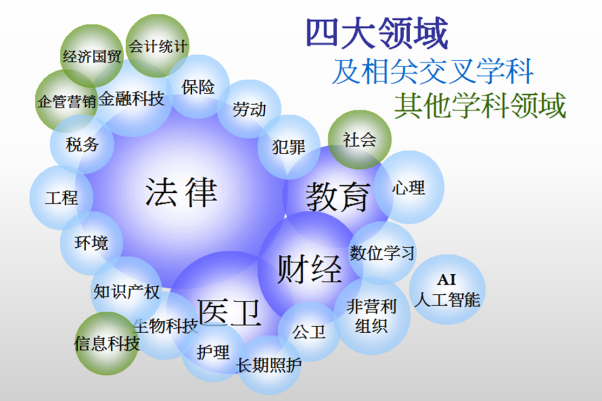 四大领域
及相关交叉学科
其他学科领域
经济国贸
会计统计
企管营销
金融科技
保险
劳动
税务
犯罪
社会
法律
教育
心理
工程
环境
财经
数位学习
AI
人工智能
知识产权
医卫
非营利
组织
信息科技
生物科技
护理
公卫
长期照护